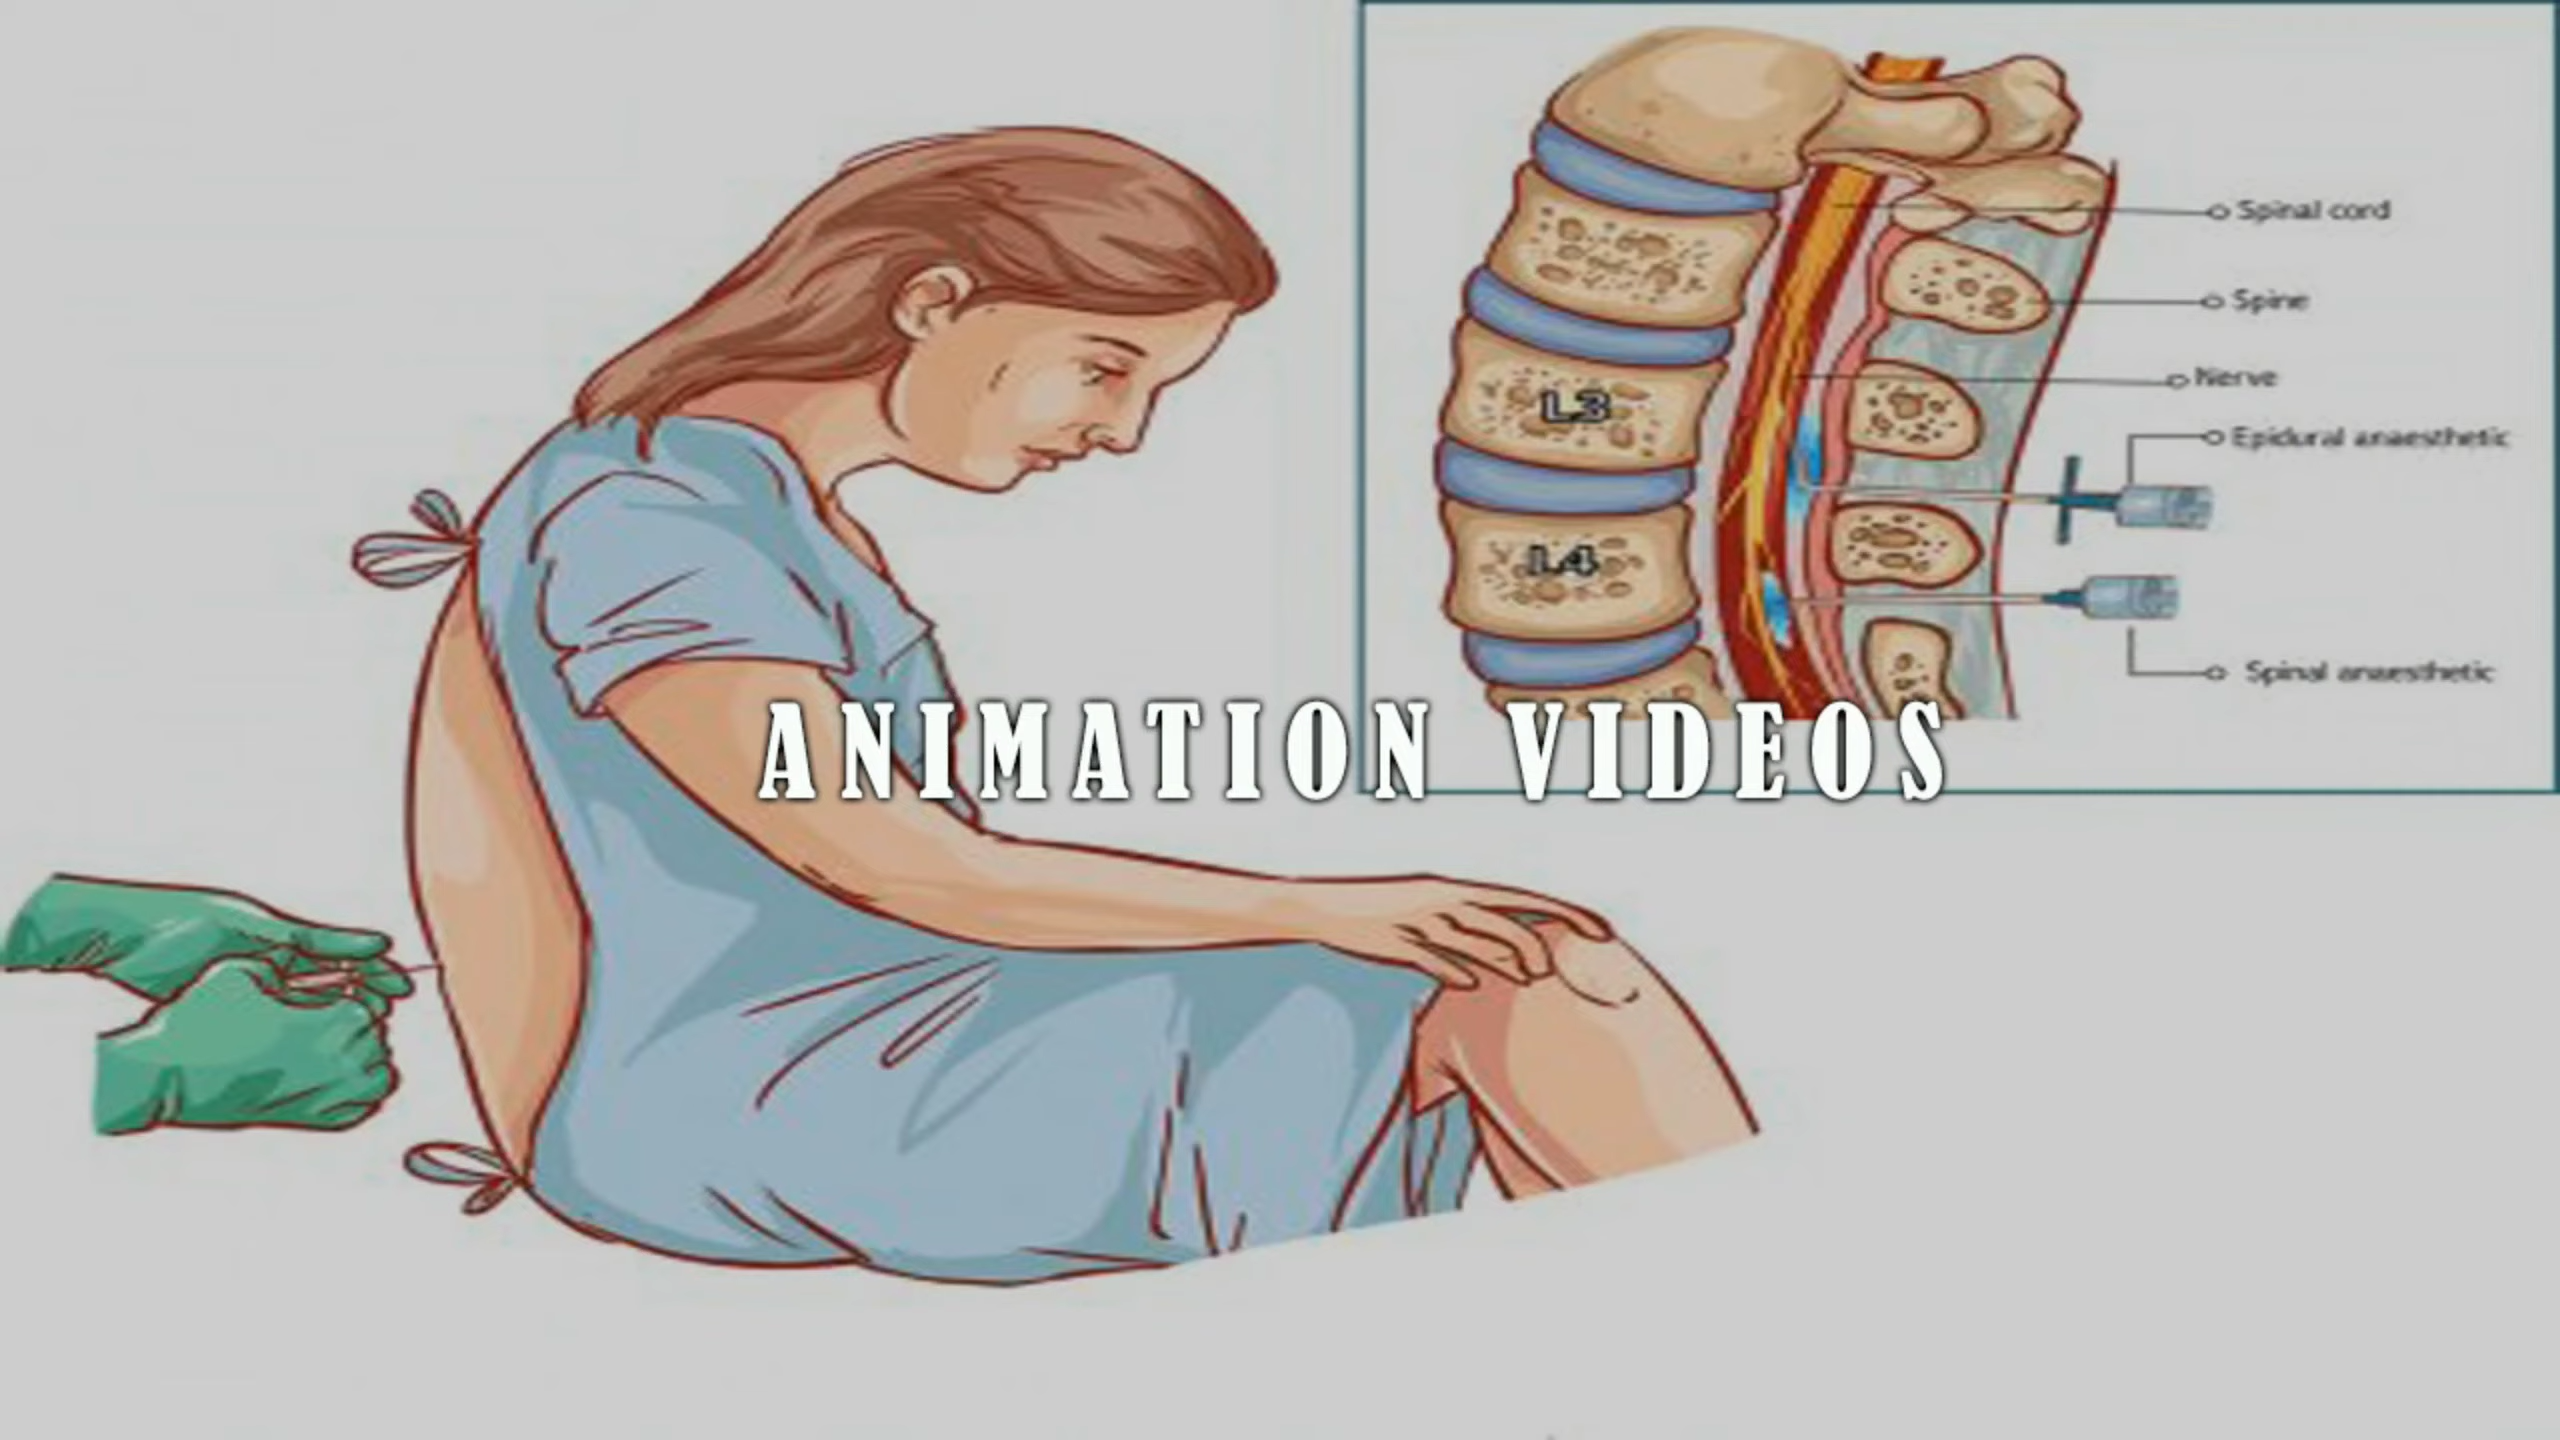 Spinal cord
Spine
Nerve
Epidural anaesthetic
Spinal anaesthetic
L3
L4
ANIMATION VIDEOS